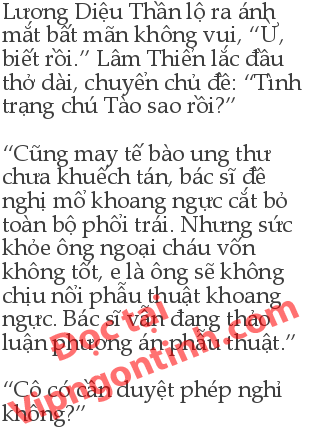 Lương Diệu Thần lộ ra ánh
mắt bất mãn không vui, “Ừ,
biết rồi.” Lâm Thiển lắc đầu
thở dài, chuyển chủ đề: “Tình
trạng chú Tào sao rồi?”
“Cũng may tế bào ung thư
chưa khuếch tán, bác sĩ đề
nghị mổ khoang ngực cắt bỏ
toàn bộ phổi trái. Nhưng sức
khỏe ông ngoại cháu vốn
không tốt, e là ông sẽ không
chịu nổi phẫu thuật khoang
ngực. Bác sĩ vẫn đang thảo
luận phương án phẫu thuật.”
“Cô có cần duyệt phép nghỉ
không?”
Đọc tại
Vipngontinh.com